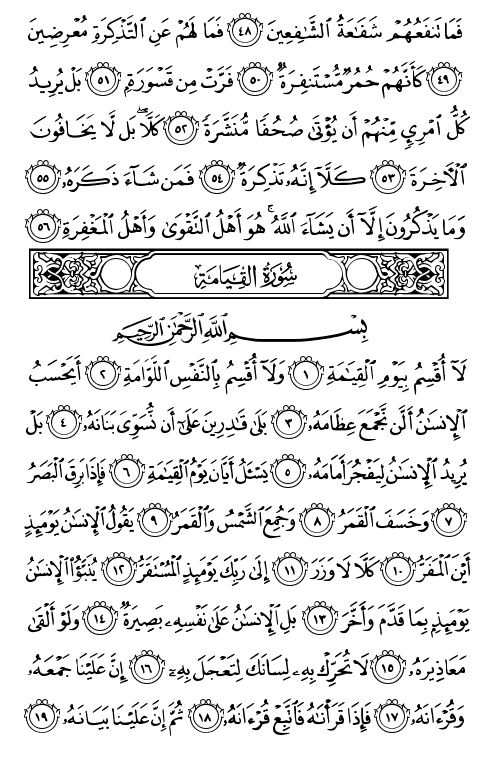 فَمَا تَنفَعُهُمْ شَفَٰعَةُ ٱلشَّٰفِعِينَ ٤٨ فَمَا لَهُمْ عَنِ ٱلتَّذْكِرَةِ مُعْرِضِينَ
٤٩ كَأَنَّهُمْ حُمُرٌ مُّسْتَنفِرَةٌ ٥٠ فَرَّتْ مِن قَسْوَرَةٍۭ ٥١ بَلْ يُرِيدُ
كُلُّ ٱمْرِئٍ مِّنْهُمْ أَن يُؤْتَىٰ صُحُفًا مُّنَشَّرَةً ٥٢ كَلَّا ۖ بَل لَّا يَخَافُونَ
ٱلْءَاخِرَةَ ٥٣ كَلَّآ إِنَّهُۥ تَذْكِرَةٌ ٥٤ فَمَن شَآءَ ذَكَرَهُۥ ٥٥
وَمَا يَذْكُرُونَ إِلَّآ أَن يَشَآءَ ٱللَّهُ ۚ هُوَ أَهْلُ ٱلتَّقْوَىٰ وَأَهْلُ ٱلْمَغْفِرَةِ ٥٦
سُورَةُ القِيَامَةِ
بِسْمِ ٱللَّهِ ٱلرَّحْمَٰنِ ٱلرَّحِيمِ
لَآ أُقْسِمُ بِيَوْمِ ٱلْقِيَٰمَةِ ١ وَلَآ أُقْسِمُ بِٱلنَّفْسِ ٱللَّوَّامَةِ ٢ أَيَحْسَبُ
ٱلْإِنسَٰنُ أَلَّن نَّجْمَعَ عِظَامَهُۥ ٣ بَلَىٰ قَٰدِرِينَ عَلَىٰٓ أَن نُّسَوِّىَ بَنَانَهُۥ ٤ بَلْ
يُرِيدُ ٱلْإِنسَٰنُ لِيَفْجُرَ أَمَامَهُۥ ٥ يَسْـَٔلُ أَيَّانَ يَوْمُ ٱلْقِيَٰمَةِ ٦ فَإِذَا بَرِقَ ٱلْبَصَرُ
٧ وَخَسَفَ ٱلْقَمَرُ ٨ وَجُمِعَ ٱلشَّمْسُ وَٱلْقَمَرُ ٩ يَقُولُ ٱلْإِنسَٰنُ يَوْمَئِذٍ
أَيْنَ ٱلْمَفَرُّ ١٠ كَلَّا لَا وَزَرَ ١١ إِلَىٰ رَبِّكَ يَوْمَئِذٍ ٱلْمُسْتَقَرُّ ١٢ يُنَبَّؤُا۟ ٱلْإِنسَٰنُ
يَوْمَئِذٍۭ بِمَا قَدَّمَ وَأَخَّرَ ١٣ بَلِ ٱلْإِنسَٰنُ عَلَىٰ نَفْسِهِۦ بَصِيرَةٌ ١٤ وَلَوْ أَلْقَىٰ
مَعَاذِيرَهُۥ ١٥ لَا تُحَرِّكْ بِهِۦ لِسَانَكَ لِتَعْجَلَ بِهِۦٓ ١٦ إِنَّ عَلَيْنَا جَمْعَهُۥ
وَقُرْءَانَهُۥ ١٧ فَإِذَا قَرَأْنَٰهُ فَٱتَّبِعْ قُرْءَانَهُۥ ١٨ ثُمَّ إِنَّ عَلَيْنَا بَيَانَهُۥ ١٩